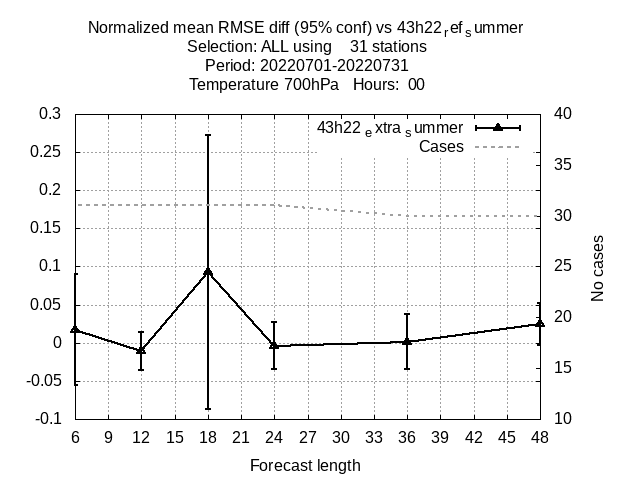 Normalized mean RMSE diff (95% conf) vs 43h22refsummer
Selection: ALL using 31 stations
Period: 20220701-20220731
Temperature 700hPa Hours: 00
43h22extrasummer
Cases
0.3
0.25
0.2
0.15
0.1
0.05
0
-0.05
-0.1
40
35
30
25
20
15
10
No cases
6 9 12 15 18 21 24 27 30 33 36 39 42 45 48
Forecast length